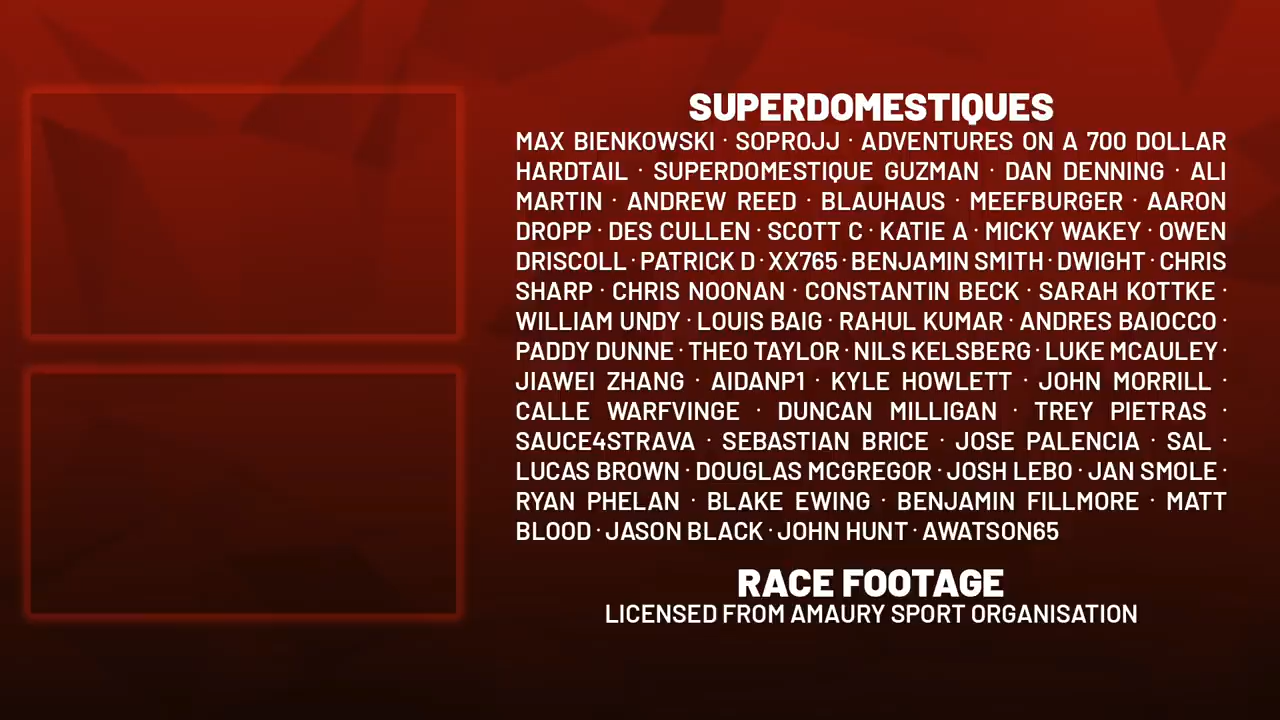 SUPERDOMESTIQUES
MAX BIENKOWSKI · SOPROJJ · ADVENTURES ON A 700 DOLLAR
HARDTAIL · SUPERDOMESTIQUE GUZMAN · DAN DENNING · ALI
MARTIN · ANDREW REED · BLAUHAUS · MEEFBURGER · AARON
DROPP · DES CULLEN · SCOTT C · KATIE A · MICKY WAKEY · OWEN
DRISCOLL · PATRICK D · XX765 · BENJAMIN SMITH · DWIGHT · CHRIS
SHARP · CHRIS NOONAN · CONSTANTIN BECK · SARAH KOTTKE ·
WILLIAM UNDY · LOUIS BAIG · RAHUL KUMAR · ANDRES BAIOCCO ·
PADDY DUNNE · THEO TAYLOR · NILS KELSBERG · LUKE MCAULEY ·
JIAWEI ZHANG · AIDANP1 · KYLE HOWLETT · JOHN MORRILL ·
CALLE WARFVINGE · DUNCAN MILLIGAN · TREY PIETRAS ·
SAUCE4STRAVA · SEBASTIAN BRICE · JOSE PALENCIA · SAL ·
LUCAS BROWN · DOUGLAS MCGREGOR · JOSH LEBO · JAN SMOLE ·
RYAN PHELAN · BLAKE EWING · BENJAMIN FILLMORE · MATT
BLOOD · JASON BLACK · JOHN HUNT · AWATSON65
RACE FOOTAGE
LICENSED FROM AMAURY SPORT ORGANISATION